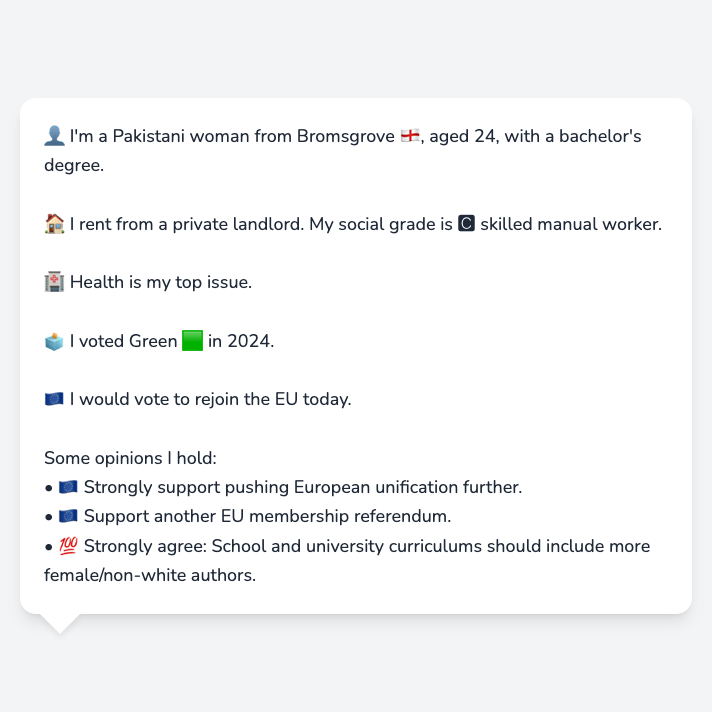 👤 I'm a Pakistani woman from Bromsgrove 🏴󠁧󠁢󠁥󠁮󠁧󠁿, aged 24, with a bachelor's
degree.
🏠 I rent from a private landlord. My social grade is 🅲 skilled manual worker.
🏥 Health is my top issue.
🗳️ I voted Green 🟩 in 2024.
🇪🇺 I would vote to rejoin the EU today.
Some opinions I hold:
• 🇪🇺 Strongly support pushing European unification further.
• 🇪🇺 Support another EU membership referendum.
• 💯 Strongly agree: School and university curriculums should include more
female/non-white authors.